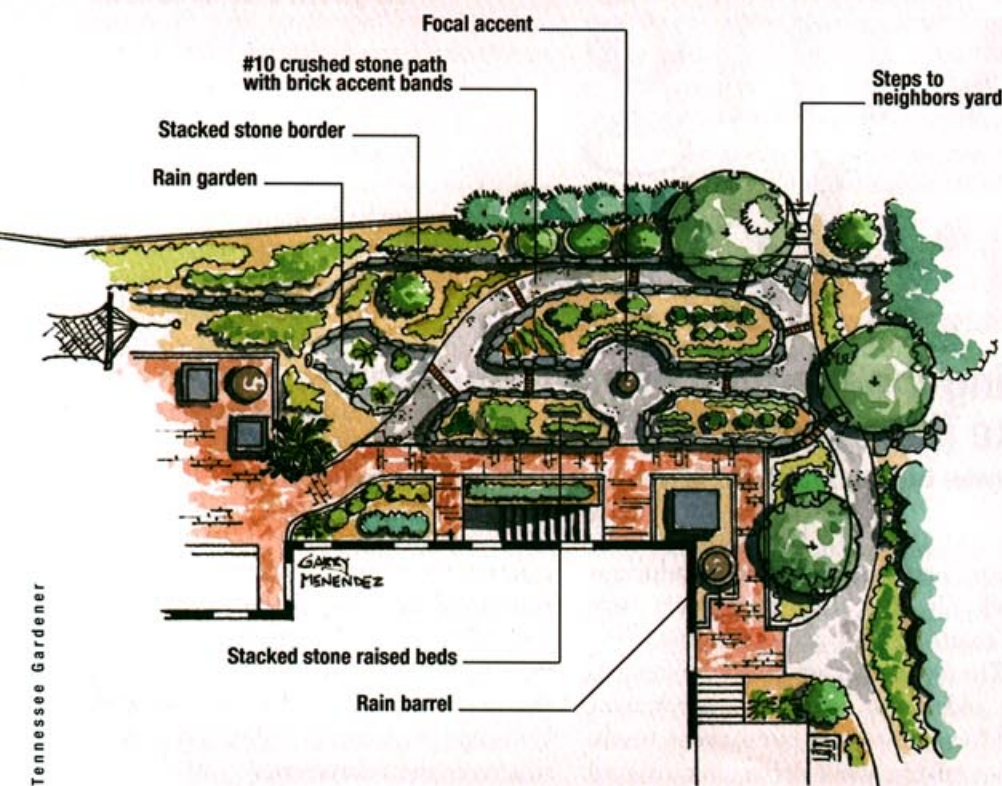 Focal accent
#10 crushed stone path
with brick accent bands
Steps to
neighbors yard
Stacked stone border
Rain garden
GARRY
MENENDEZ
Stacked stone raised beds
Rain barrel
Tennessee Gardener